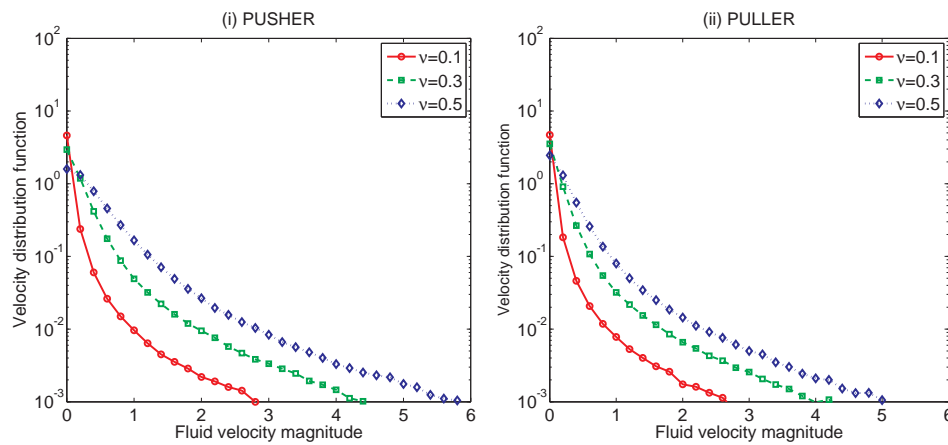 (i) PUSHER
Velocity distribution function
10^2
10^1
10^0
10^-1
10^-2
10^-3
ν=0.1
ν=0.3
ν=0.5
0 1 2 3 4 5 6
Fluid velocity magnitude
(ii) PULLER
Velocity distribution function
10^2
10^1
10^0
10^-1
10^-2
10^-3
ν=0.1
ν=0.3
ν=0.5
0 1 2 3 4 5 6
Fluid velocity magnitude